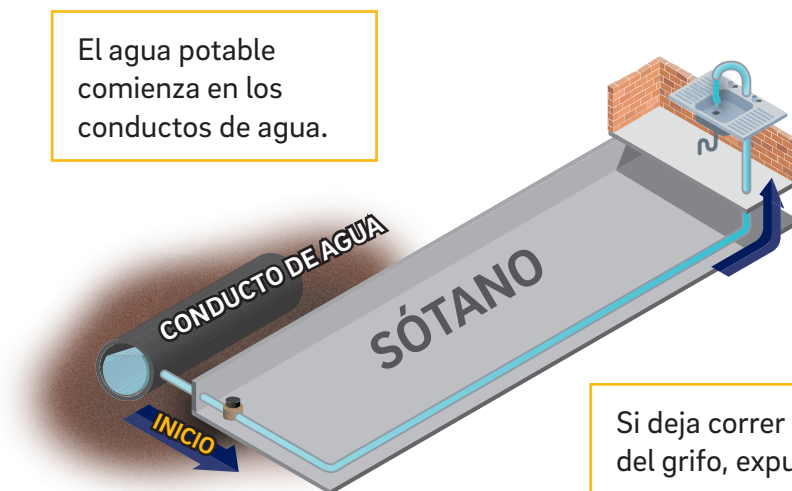 El agua potable
comienza en los
conductos de agua.
CONDUCTO DE AGUA
SÓTANO
INICIO
Si deja correr
del grifo,